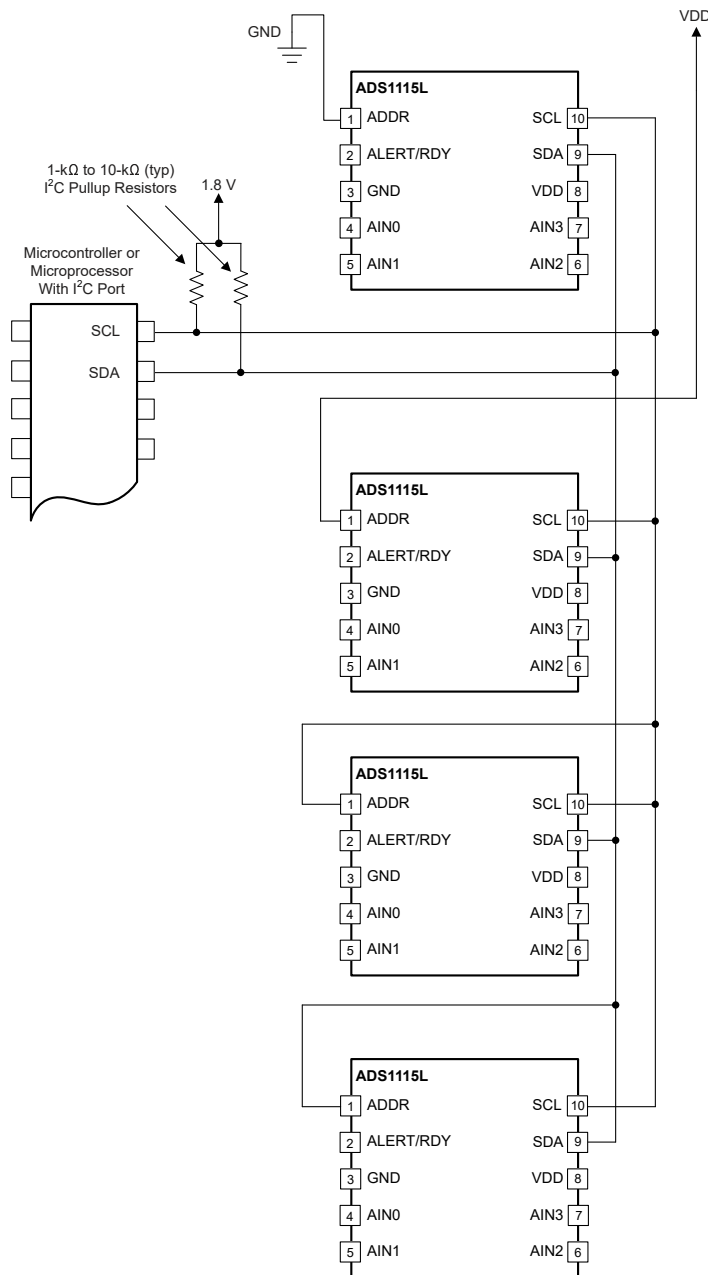 VDD
GND
ADS1115L
1 ADDR SCL 10
2 ALERT/RDY SDA 9
3 GND VDD 8
4 AIN0 AIN3 7
5 AIN1 AIN2 6
1-kΩ to 10-kΩ (typ)
I²C Pullup Resistors
1.8 V
Microcontroller or
Microprocessor
With I²C Port
SCL
SDA
ADS1115L
1 ADDR SCL 10
2 ALERT/RDY SDA 9
3 GND VDD 8
4 AIN0 AIN3 7
5 AIN1 AIN2 6
ADS1115L
1 ADDR SCL 10
2 ALERT/RDY SDA 9
3 GND VDD 8
4 AIN0 AIN3 7
5 AIN1 AIN2 6
ADS1115L
1 ADDR SCL 10
2 ALERT/RDY SDA 9
3 GND VDD 8
4 AIN0 AIN3 7
5 AIN1 AIN2 6